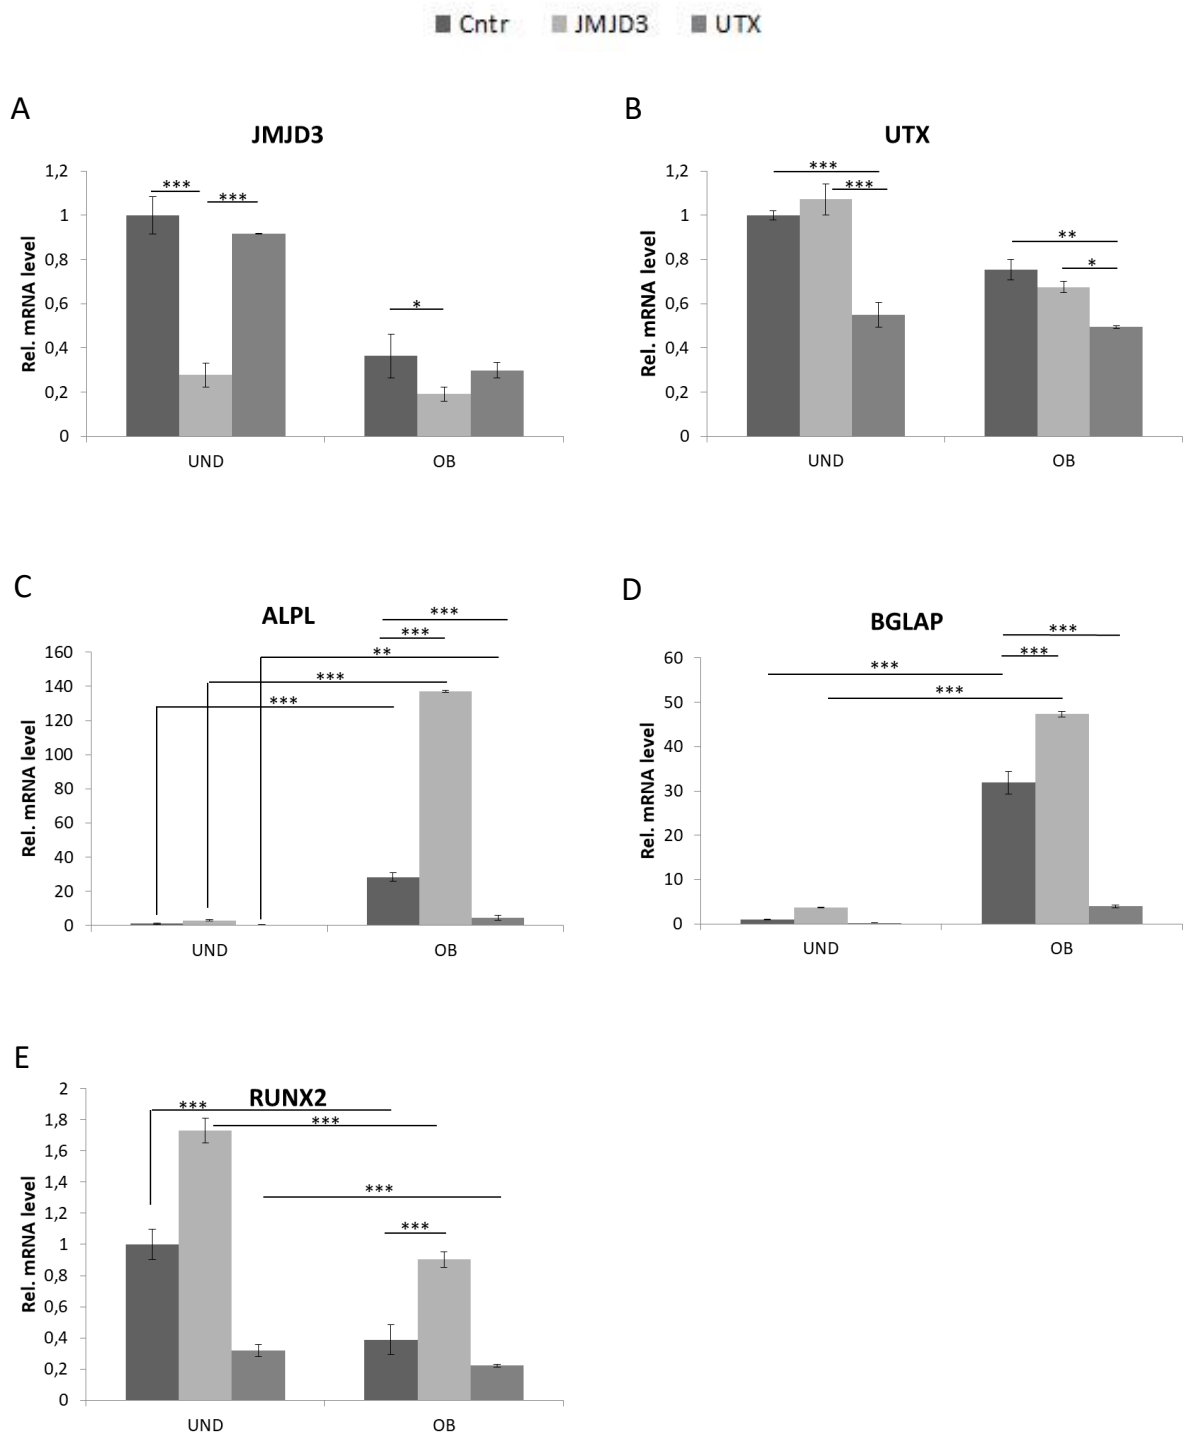 Cntr JMJD3 UTX
A
JMJD3
Rel. mRNA level
1,2
1
0,8
0,6
0,4
0,2
0
***
***
*
UND OB
B
UTX
Rel. mRNA level
1,2
1
0,8
0,6
0,4
0,2
0
***
***
**
*
UND OB
C
ALPL
Rel. mRNA level
160
140
120
100
80
60
40
20
0
***
***
**
***
***
UND OB
D
BGLAP
Rel. mRNA level
60
50
40
30
20
10
0
***
***
***
***
UND OB
E
RUNX2
Rel. mRNA level
2
1,8
1,6
1,4
1,2
1
0,8
0,6
0,4
0,2
0
***
***
***
***
UND OB